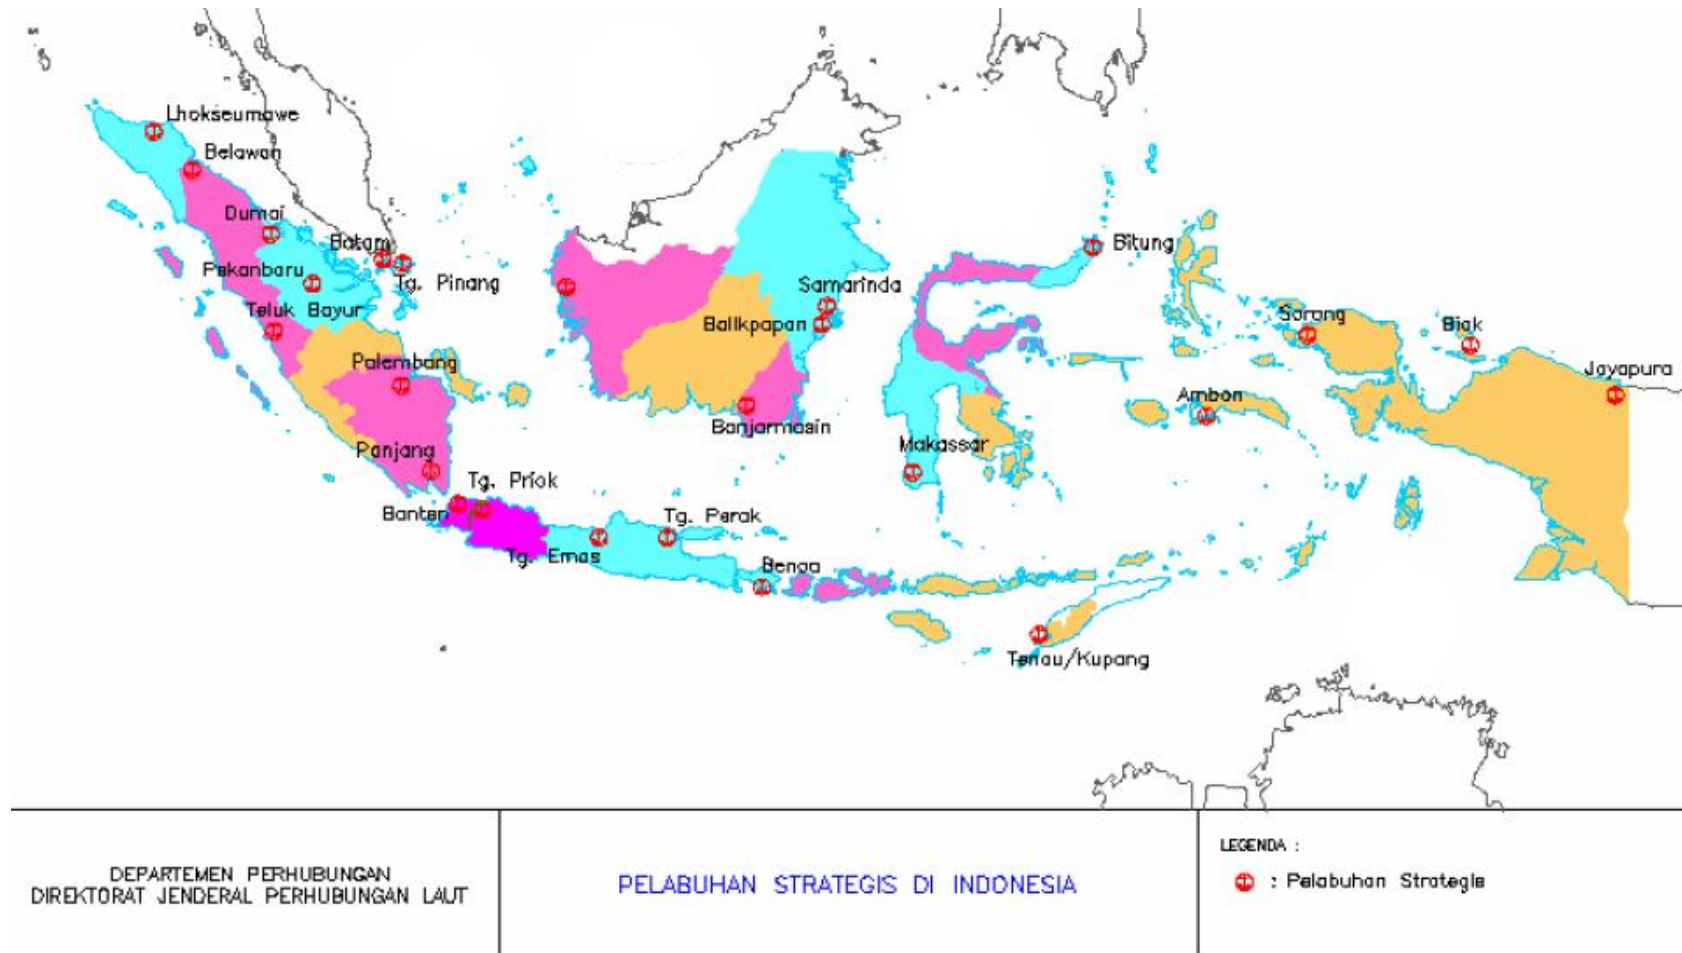 Lhokseumawe
Belawan
Dumai
Batam
Pekanbaru
Tg. Pinang
Teluk Bayur
Palembang
Panjang
Tg. Priok
Banten
Tg. Emas
Tg. Perak
Benoa
Samarinda
Balikpapan
Banjarmasin
Bitung
Makassar
Sorong
Biak
Jayapura
Ambon
Tenau/Kupang
DEPARTEMEN PERHUBUNGAN
DIREKTORAT JENDERAL PERHUBUNGAN LAUT
PELABUHAN STRATEGIS DI INDONESIA
LEGENDA :
: Pelabuhan Strategis